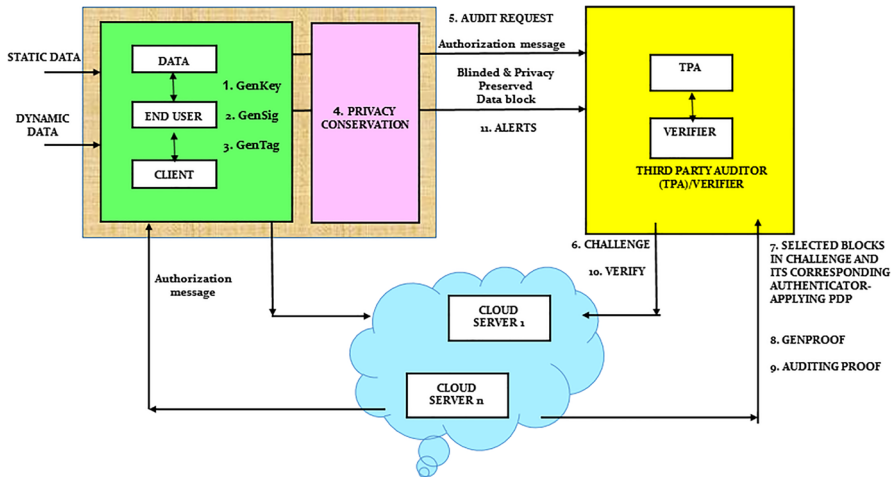 STATIC DATA
DYNAMIC
DATA
DATA
END USER
CLIENT
1. GenKey
2. GenSig
3. GenTag
4. PRIVACY
CONSERVATION
5. AUDIT REQUEST
Authorization message
Blinded & Privacy
Preserved
Data block
11. ALERTS
TPA
VERIFIER
THIRD PARTY AUDITOR
(TPA)/VERIFIER
6. CHALLENGE
10. VERIFY
7. SELECTED BLOCKS
IN CHALLENGE AND
ITS CORRESPONDING
AUTHENTICATOR-
APPLYING PDP
8. GENPROOF
9. AUDITING PROOF
Authorization
message
CLOUD
SERVER 1
CLOUD
SERVER n